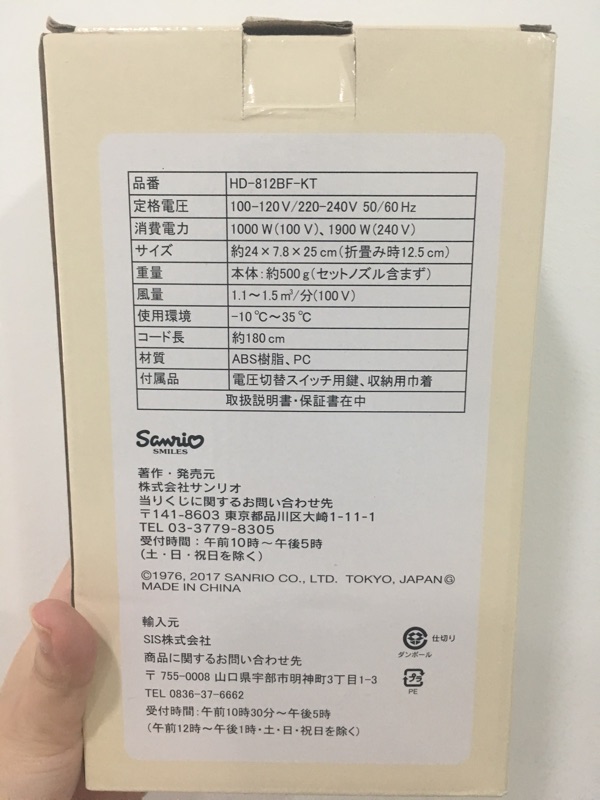 品番 HD-812BF-KT
定格電圧 100-120V/220-240V 50/60Hz
消費電力 1000W(100V)、1900W(240V)
サイズ 約24×7.8×25cm(折畳み時12.5cm)
重量 本体:約500g(セットノズル含まず)
風量 1.1～1.5㎥/分(100V)
使用環境 -10℃～35℃
コード長 約180cm
材質 ABS樹脂、PC
付属品 電圧切替スイッチ用鍵、収納用巾着
取扱説明書・保証書在中
Sanrio
SMILES
著作・発売元
株式会社サンリオ
当りくじに関するお問い合わせ先
〒141-8603 東京都品川区大崎1-11-1
TEL 03-3779-8305
受付時間：午前10時～午後5時
(土・日・祝日を除く)
©1976, 2017 SANRIO CO., LTD. TOKYO, JAPAN Ⓖ
MADE IN CHINA
輸入元
SIS株式会社
商品に関するお問い合わせ先
〒755-0008 山口県宇部市明神町3丁目1-3
TEL 0836-37-6662
受付時間:午前10時30分～午後5時
(午前12時～午後1時・土・日・祝日を除く)
仕切り
ダンボール
プラ
PE